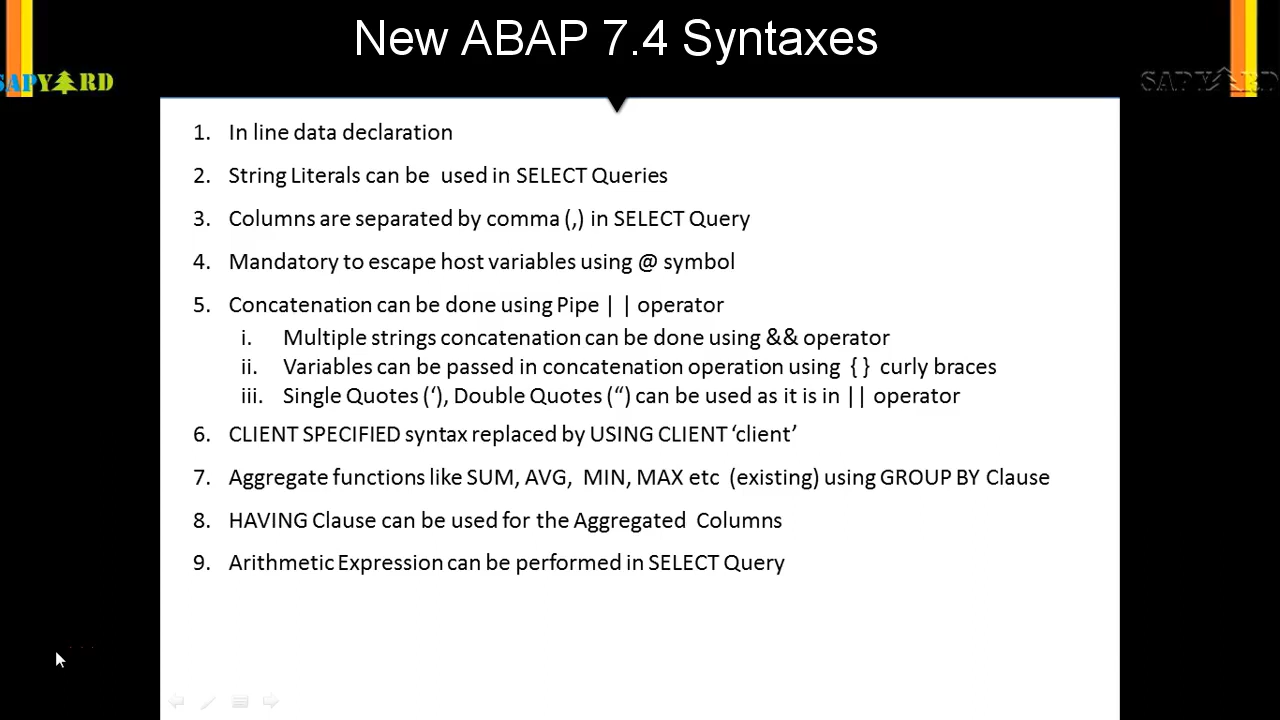 New ABAP 7.4 Syntaxes
SAPYARD
SAPYARD
1. In line data declaration
2. String Literals can be used in SELECT Queries
3. Columns are separated by comma (,) in SELECT Query
4. Mandatory to escape host variables using @ symbol
5. Concatenation can be done using Pipe | | operator
i. Multiple strings concatenation can be done using && operator
ii. Variables can be passed in concatenation operation using { } curly braces
iii. Single Quotes (‘), Double Quotes (“) can be used as it is in || operator
6. CLIENT SPECIFIED syntax replaced by USING CLIENT ‘client’
7. Aggregate functions like SUM, AVG, MIN, MAX etc (existing) using GROUP BY Clause
8. HAVING Clause can be used for the Aggregated Columns
9. Arithmetic Expression can be performed in SELECT Query